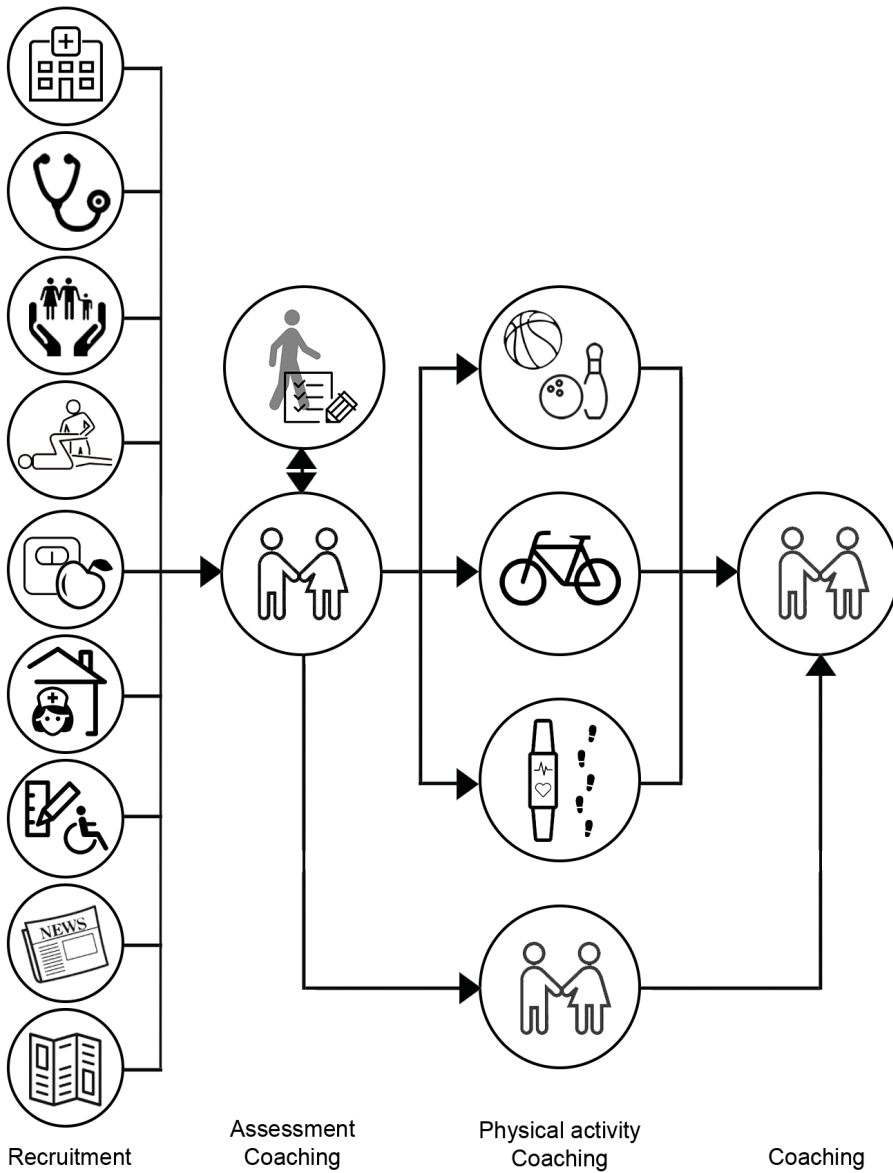 NEWS
Recruitment
Assessment
Coaching
Physical activity
Coaching
Coaching